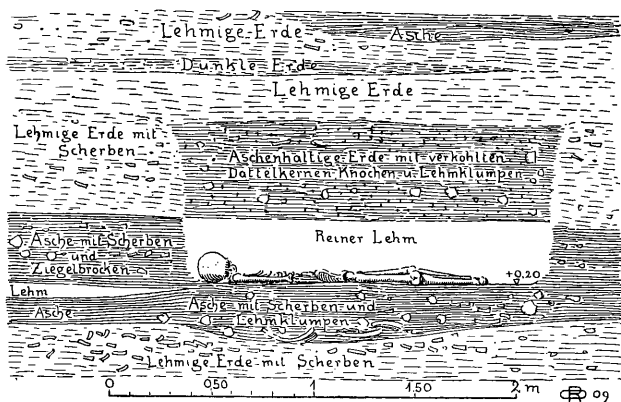 Lehmige Erde
Asche
Dunkle Erde
Lehmige Erde
Lehmige Erde mit
Scherben
Aschenhaltige Erde mit verkohlten
Dattelkernen Knochen u. Lehmklumpen
Reiner Lehm
Asche mit Scherben
und
Ziegelbrocken
+0,20
Lehm
Asche
Asche mit Scherben und
Lehmklumpen
Lehmige Erde mit Scherben
0
050
1
1.50
2 m
09